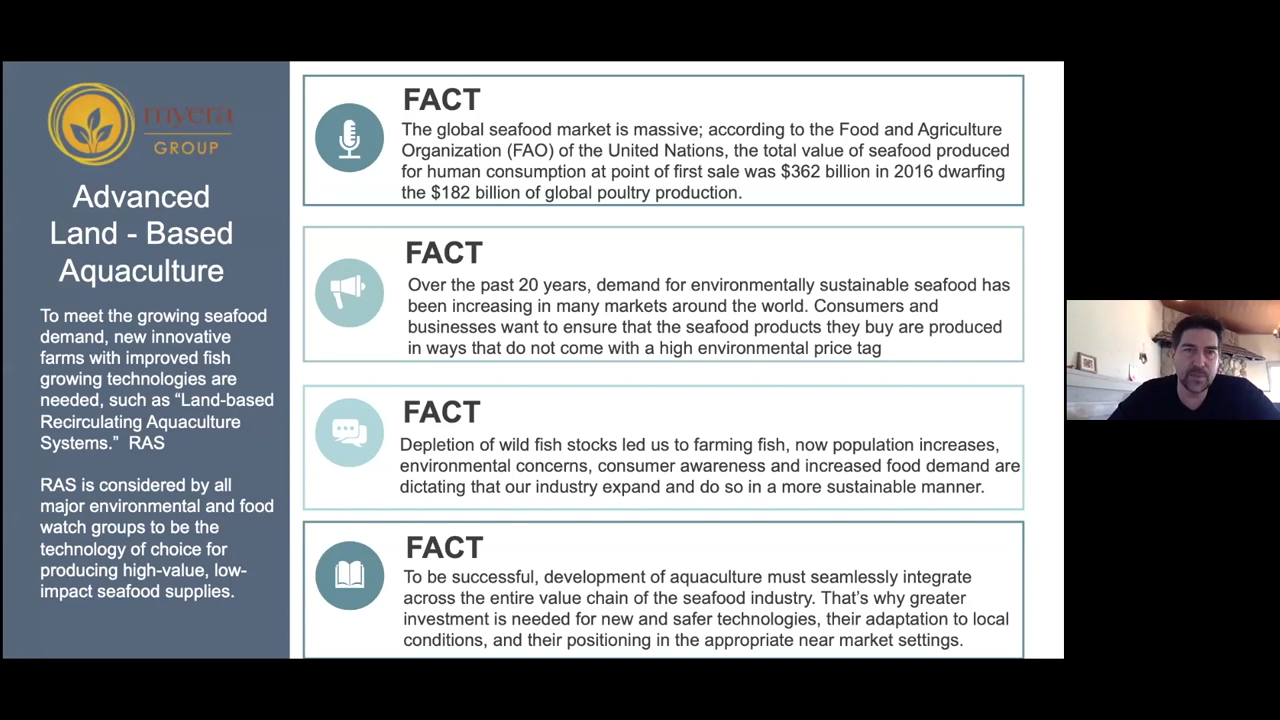 myera
GROUP
Advanced
Land - Based
Aquaculture
To meet the growing seafood
demand, new innovative
farms with improved fish
growing technologies are
needed, such as “Land-based
Recirculating Aquaculture
Systems.” RAS
RAS is considered by all
major environmental and food
watch groups to be the
technology of choice for
producing high-value, low-
impact seafood supplies.
FACT
The global seafood market is massive; according to the Food and Agriculture
Organization (FAO) of the United Nations, the total value of seafood produced
for human consumption at point of first sale was $362 billion in 2016 dwarfing
the $182 billion of global poultry production.
FACT
Over the past 20 years, demand for environmentally sustainable seafood has
been increasing in many markets around the world. Consumers and
businesses want to ensure that the seafood products they buy are produced
in ways that do not come with a high environmental price tag
FACT
Depletion of wild fish stocks led us to farming fish, now population increases,
environmental concerns, consumer awareness and increased food demand are
dictating that our industry expand and do so in a more sustainable manner.
FACT
To be successful, development of aquaculture must seamlessly integrate
across the entire value chain of the seafood industry. That’s why greater
investment is needed for new and safer technologies, their adaptation to local
conditions, and their positioning in the appropriate near market settings.